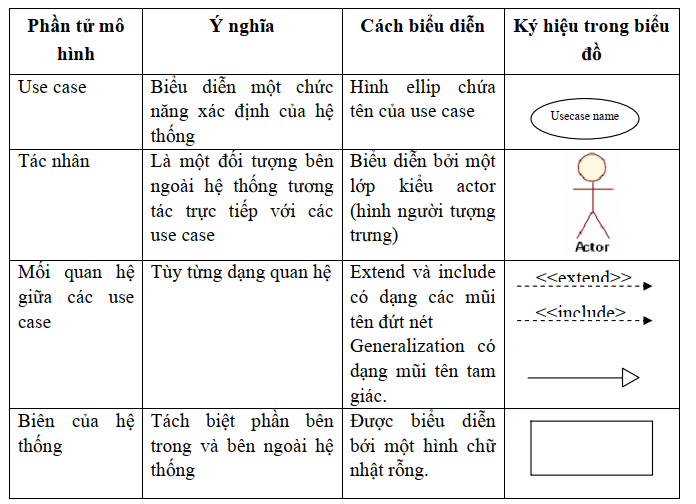 Phần tử mô hình
Ý nghĩa
Cách biểu diễn
Ký hiệu trong biểu đồ
Use case
Biểu diễn một chức
năng xác định của hệ
thống
Hình ellip chứa
tên của use case
Usecase name
Tác nhân
Là một đối tượng bên
ngoài hệ thống tương
tác trực tiếp với các
use case
Biểu diễn bởi một
lớp kiểu actor
(hình người tượng
trưng)
Actor
Mối quan hệ
giữa các use
case
Tùy từng dạng quan hệ
Extend và include
có dạng các mũi
tên đứt nét
Generalization có
dạng mũi tên tam
giác.
<<extend>>
<<include>
Biên của hệ
thống
Tách biệt phần bên
trong và bên ngoài hệ
thống
Được biểu diễn
bới một hình chữ
nhật rỗng.